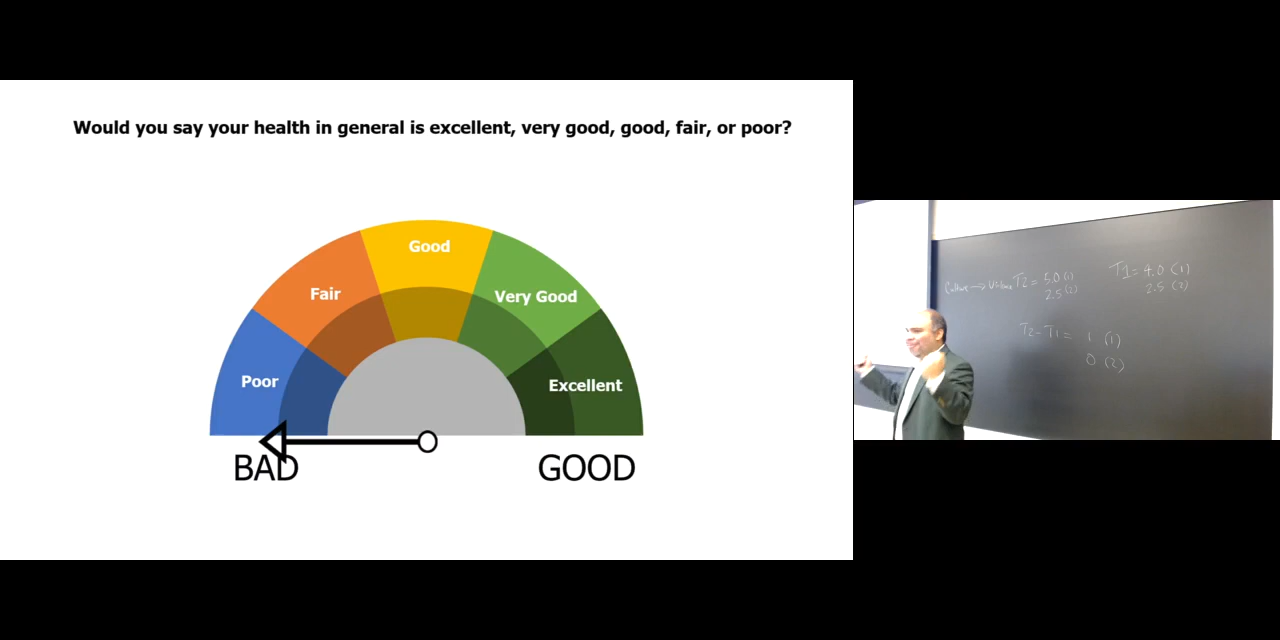 Would you say your health in general is excellent, very good, good, fair, or poor?
Good
Fair
Very Good
Poor
Excellent
BAD
GOOD
Culture → Values T2 = 5.0 (1)
2.5 (2)
T1 = 4.0 (1)
2.5 (2)
T2 - T1 = 1 (1)
0 (2)